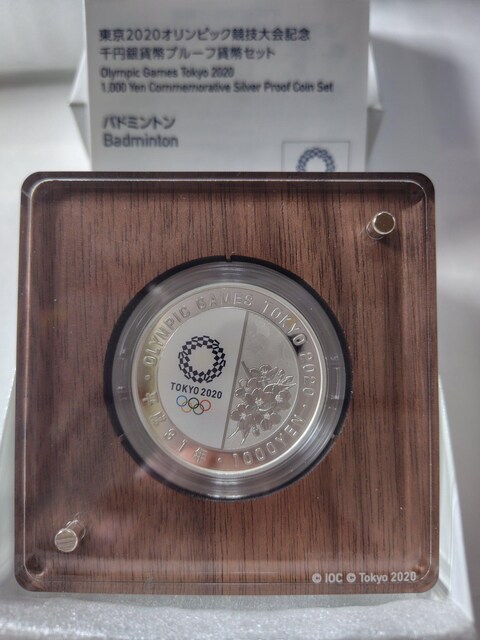 東京2020オリンピック競技大会記念
千円銀貨幣プルーフ貨幣セット
Olympic Games Tokyo 2020
1,000 Yen Commemorative Silver Proof Coin Set
バドミントン
Badminton
OLYMPIC GAMES TOKYO 2020
TOKYO 2020
1000 YEN
© IOC © Tokyo 2020